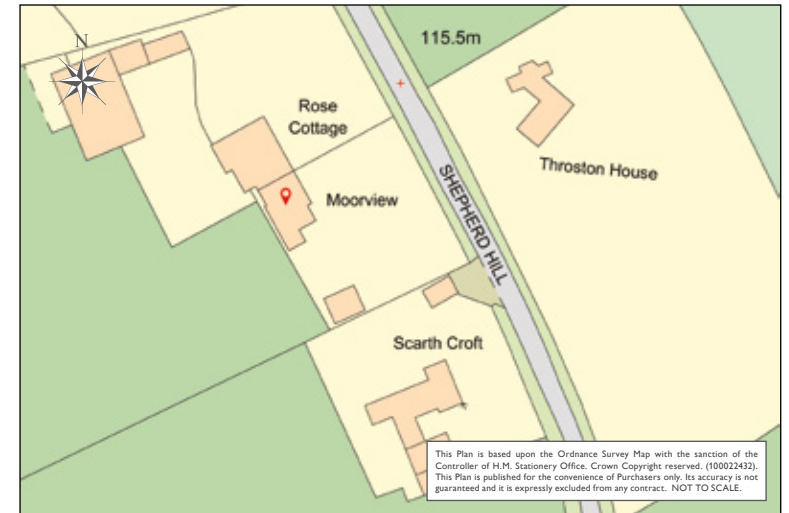 N
115.5m
Rose
Cottage
Throston House
Moorview
SHEPHERD HILL
Scarth Croft
This Plan is based upon the Ordnance Survey Map with the sanction of the
Controller of H.M. Stationery Office. Crown Copyright reserved. (100022432).
This Plan is published for the convenience of Purchasers only. Its accuracy is not
guaranteed and it is expressly excluded from any contract. NOT TO SCALE.